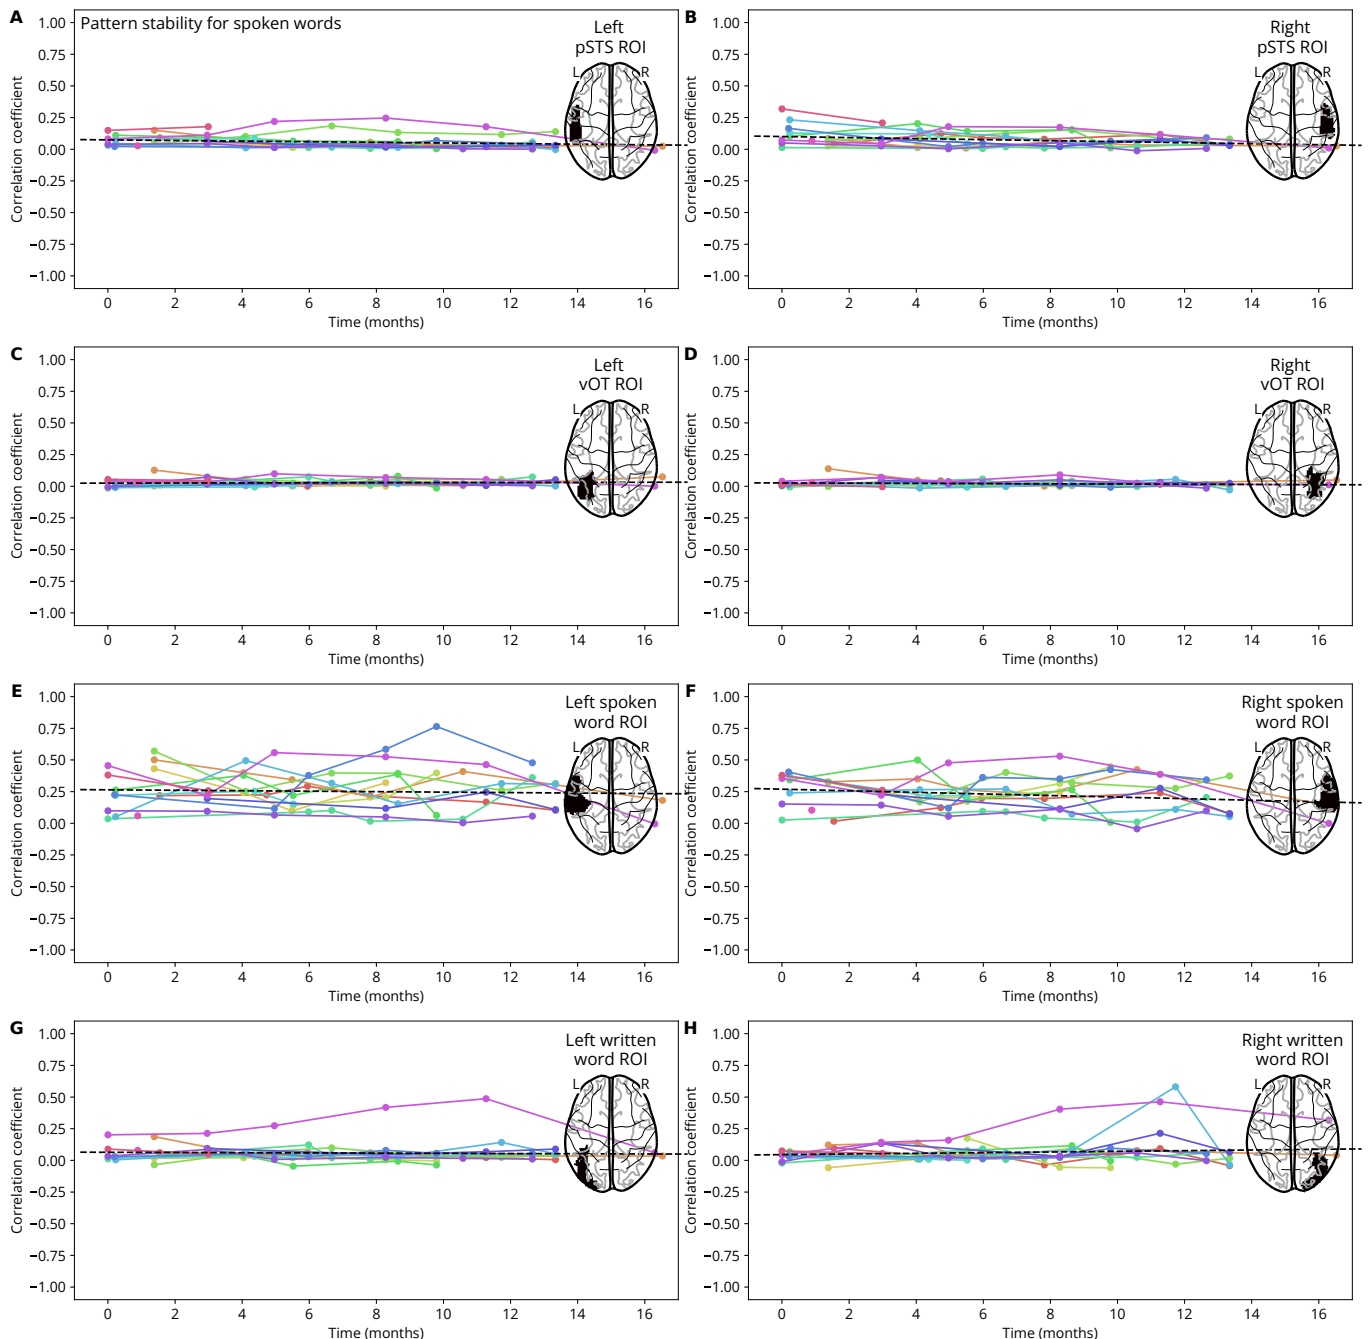 A
Pattern stability for spoken words
Left
pSTS ROI
L R
1.00
0.75
0.50
0.25
0.00
−0.25
−0.50
−0.75
−1.00
Correlation coefficient
0 2 4 6 8 10 12 14 16
Time (months)
B
Right
pSTS ROI
L R
1.00
0.75
0.50
0.25
0.00
−0.25
−0.50
−0.75
−1.00
Correlation coefficient
0 2 4 6 8 10 12 14 16
Time (months)
C
Left
vOT ROI
L R
1.00
0.75
0.50
0.25
0.00
−0.25
−0.50
−0.75
−1.00
Correlation coefficient
0 2 4 6 8 10 12 14 16
Time (months)
D
Right
vOT ROI
L R
1.00
0.75
0.50
0.25
0.00
−0.25
−0.50
−0.75
−1.00
Correlation coefficient
0 2 4 6 8 10 12 14 16
Time (months)
E
Left spoken
word ROI
L R
1.00
0.75
0.50
0.25
0.00
−0.25
−0.50
−0.75
−1.00
Correlation coefficient
0 2 4 6 8 10 12 14 16
Time (months)
F
Right spoken
word ROI
L R
1.00
0.75
0.50
0.25
0.00
−0.25
−0.50
−0.75
−1.00
Correlation coefficient
0 2 4 6 8 10 12 14 16
Time (months)
G
Left written
word ROI
L R
1.00
0.75
0.50
0.25
0.00
−0.25
−0.50
−0.75
−1.00
Correlation coefficient
0 2 4 6 8 10 12 14 16
Time (months)
H
Right written
word ROI
L R
1.00
0.75
0.50
0.25
0.00
−0.25
−0.50
−0.75
−1.00
Correlation coefficient
0 2 4 6 8 10 12 14 16
Time (months)